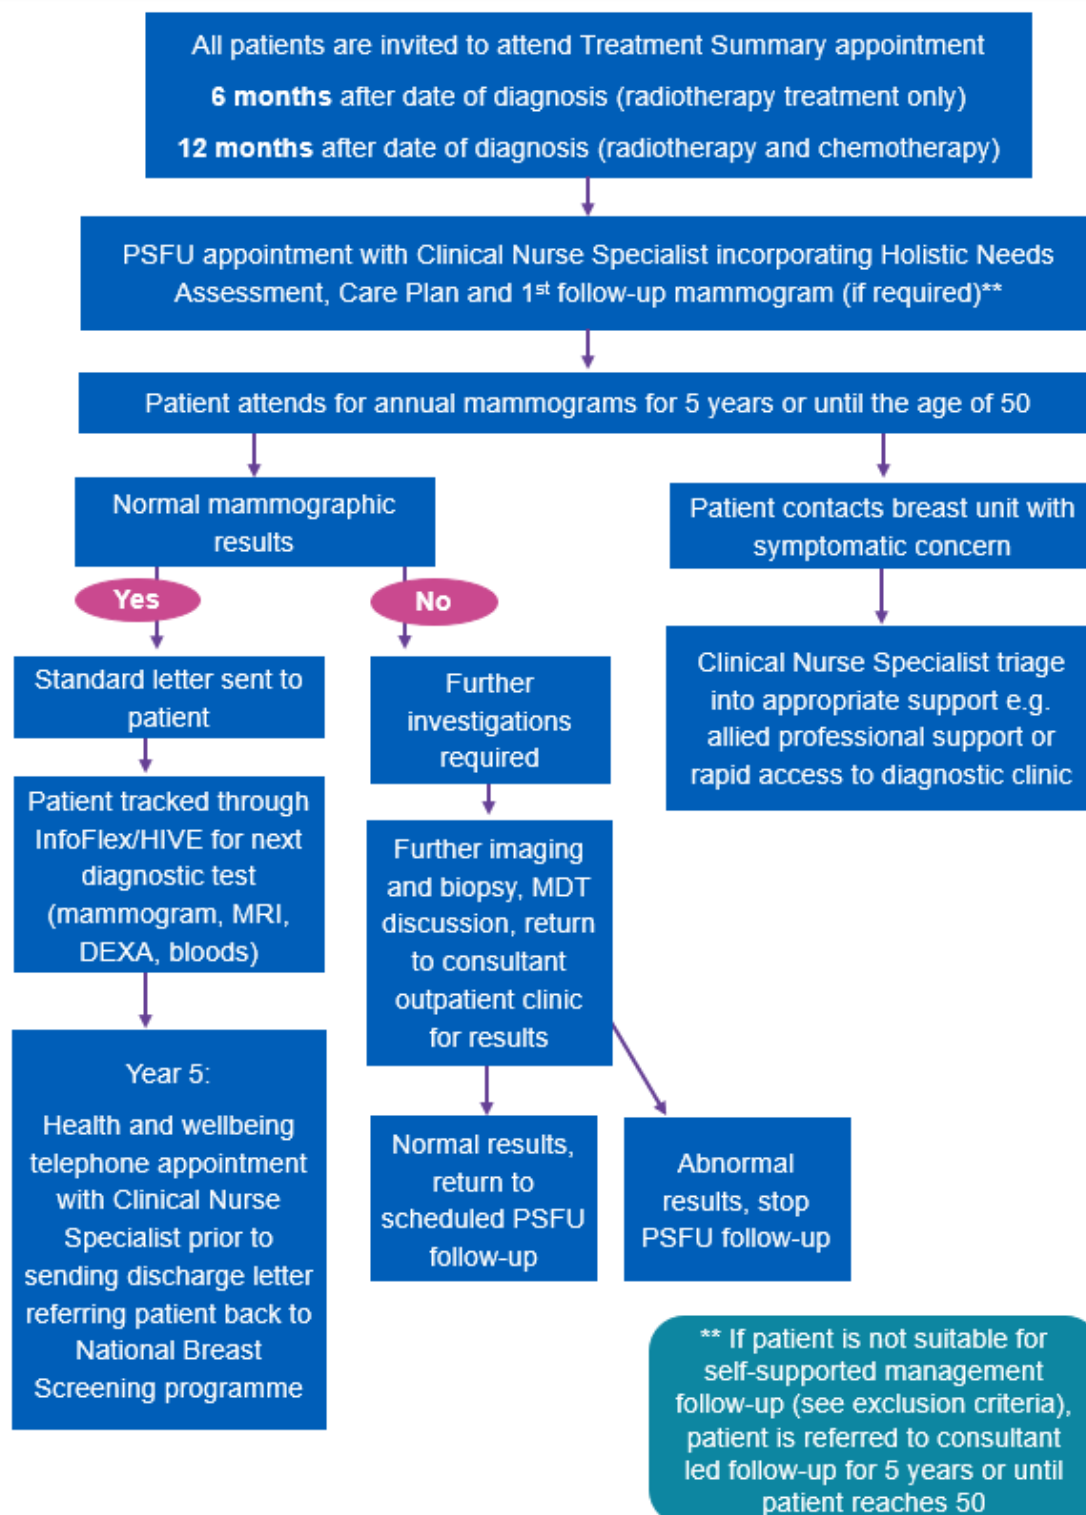 All patients are invited to attend Treatment Summary appointment
6 months after date of diagnosis (radiotherapy treatment only)
12 months after date of diagnosis (radiotherapy and chemotherapy)
PSFU appointment with Clinical Nurse Specialist incorporating Holistic Needs
Assessment, Care Plan and 1st follow-up mammogram (if required)**
Patient attends for annual mammograms for 5 years or until the age of 50
Normal mammographic
results
Yes
No
Standard letter sent to
patient
Patient tracked through
InfoFlex/HIVE for next
diagnostic test
(mammogram, MRI,
DEXA, bloods)
Year 5:
Health and wellbeing
telephone appointment
with Clinical Nurse
Specialist prior to
sending discharge letter
referring patient back to
National Breast
Screening programme
Further
investigations
required
Further imaging
and biopsy, MDT
discussion, return
to consultant
outpatient clinic
for results
Normal results,
return to
scheduled PSFU
follow-up
Abnormal
results, stop
PSFU follow-up
Patient contacts breast unit with
symptomatic concern
Clinical Nurse Specialist triage
into appropriate support e.g.
allied professional support or
rapid access to diagnostic clinic
** If patient is not suitable for
self-supported management
follow-up (see exclusion criteria),
patient is referred to consultant
led follow-up for 5 years or until
patient reaches 50